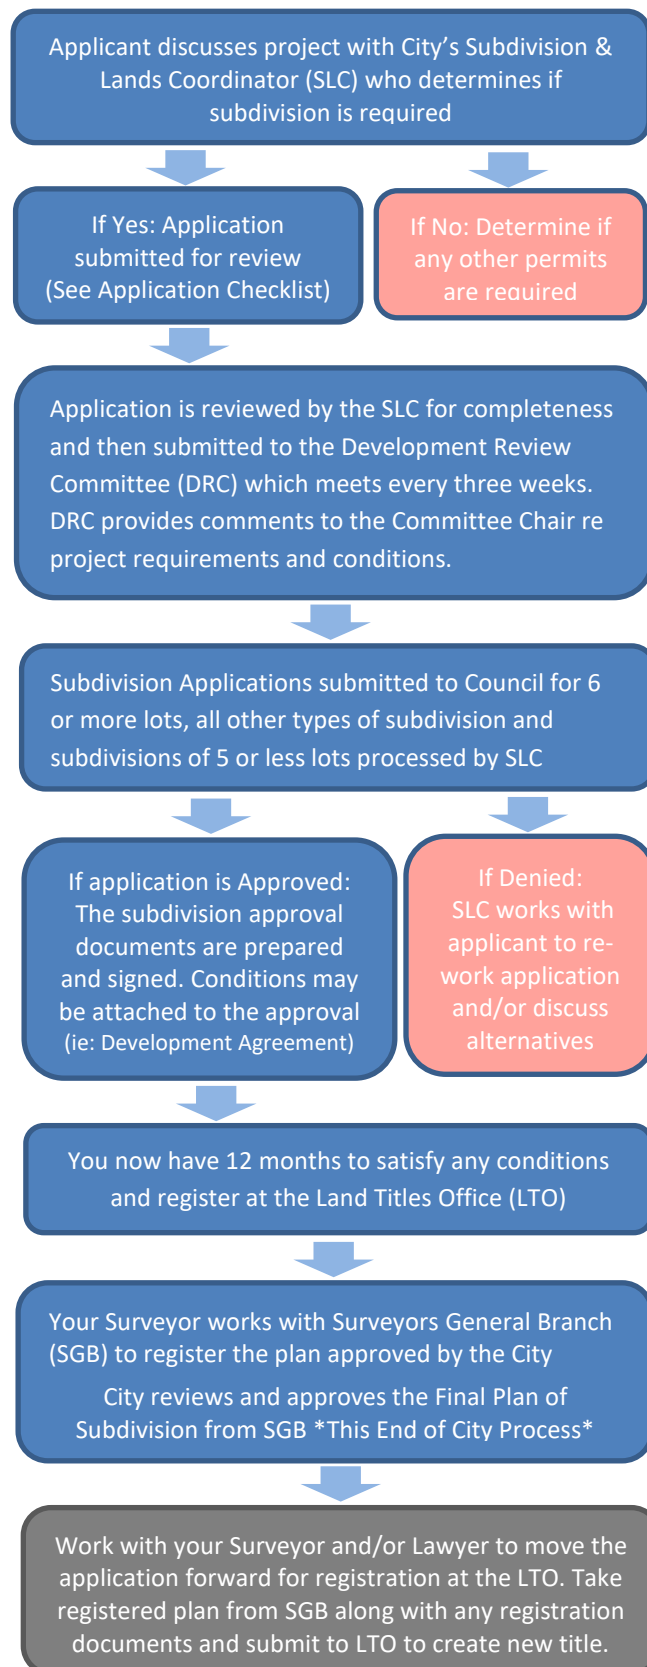 Applicant discusses project with City's Subdivision &
Lands Coordinator (SLC) who determines if
subdivision is required
If Yes: Application
submitted for review
(See Application Checklist)
If No: Determine if
any other permits
are required
Application is reviewed by the SLC for completeness
and then submitted to the Development Review
Committee (DRC) which meets every three weeks.
DRC provides comments to the Committee Chair re
project requirements and conditions.
Subdivision Applications submitted to Council for 6
or more lots, all other types of subdivision and
subdivisions of 5 or less lots processed by SLC
If application is Approved:
The subdivision approval
documents are prepared
and signed. Conditions may
be attached to the approval
(ie: Development Agreement)
If Denied:
SLC works with
applicant to re-
work application
and/or discuss
alternatives
You now have 12 months to satisfy any conditions
and register at the Land Titles Office (LTO)
Your Surveyor works with Surveyors General Branch
(SGB) to register the plan approved by the City
City reviews and approves the Final Plan of
Subdivision from SGB *This End of City Process*
Work with your Surveyor and/or Lawyer to move the
application forward for registration at the LTO. Take
registered plan from SGB along with any registration
documents and submit to LTO to create new title.